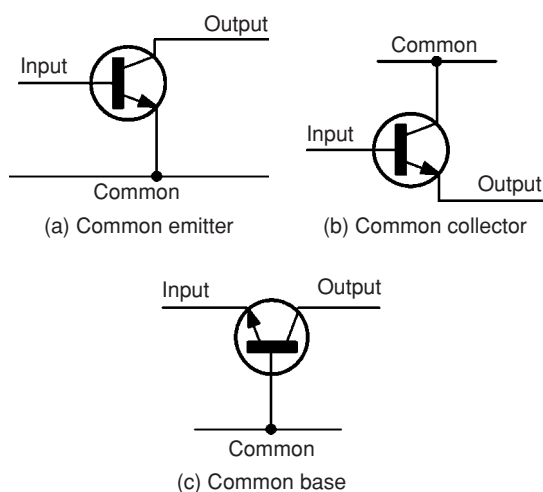 Output
Input
Common
(a) Common emitter
Common
Input
Output
(b) Common collector
Input Output
Common
(c) Common base